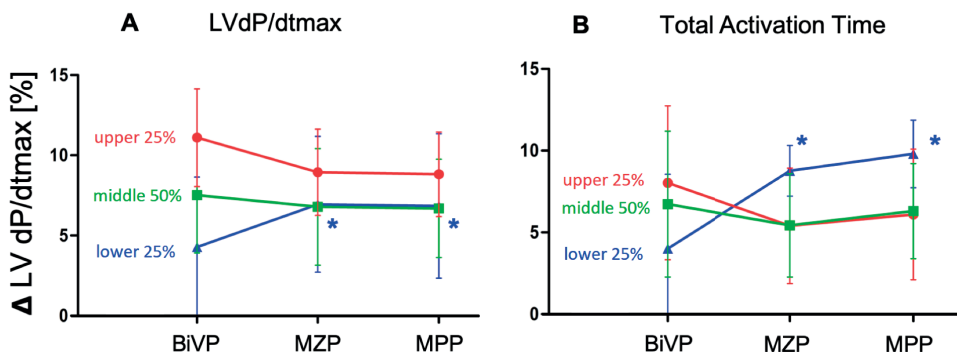 A LVdP/dtmax
Δ LV dP/dtmax [%]
15
10
5
0
upper 25%
middle 50%
lower 25%
*
*
BiVP MZP MPP
B Total Activation Time
15
10
5
0
upper 25%
middle 50%
lower 25%
*
*
BiVP MZP MPP